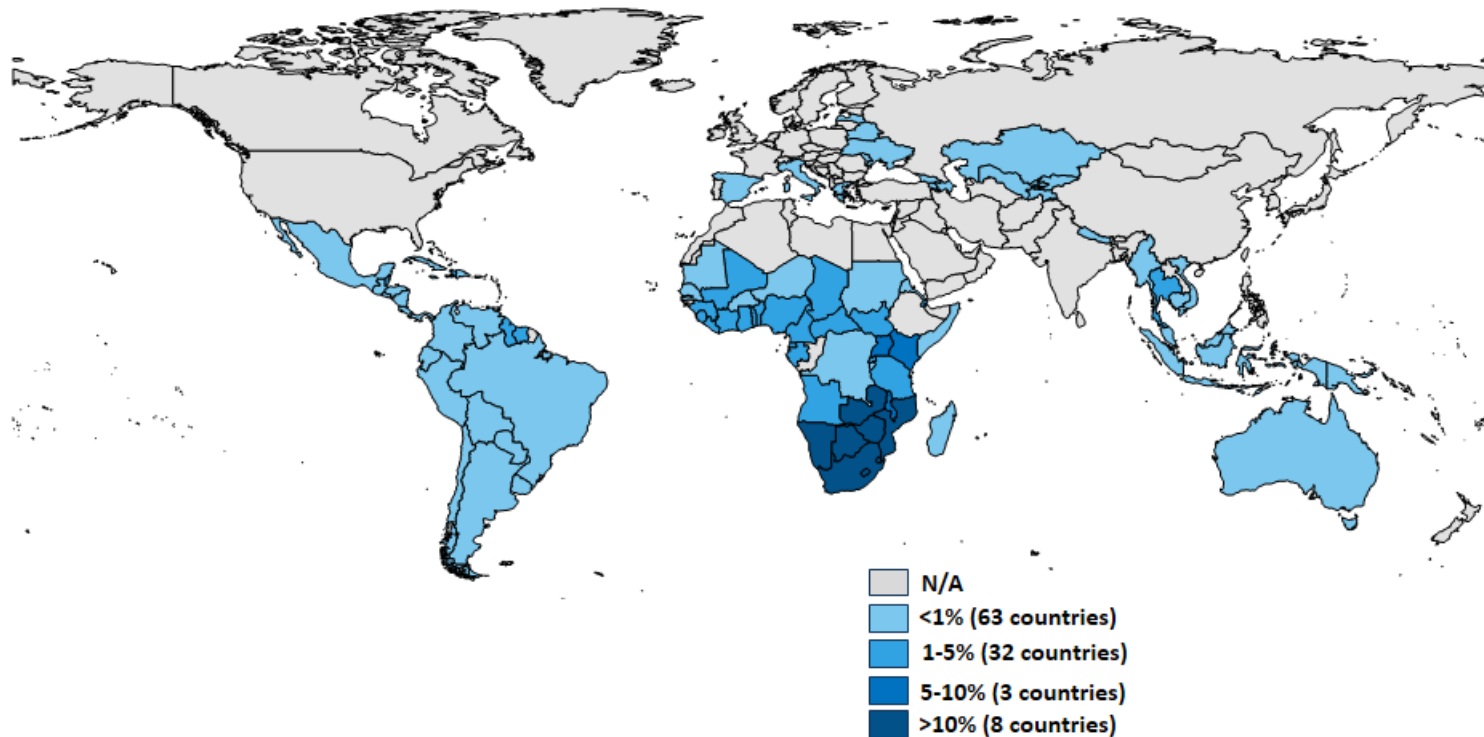 N/A
<1% (63 countries)
1-5% (32 countries)
5-10% (3 countries)
>10% (8 countries)